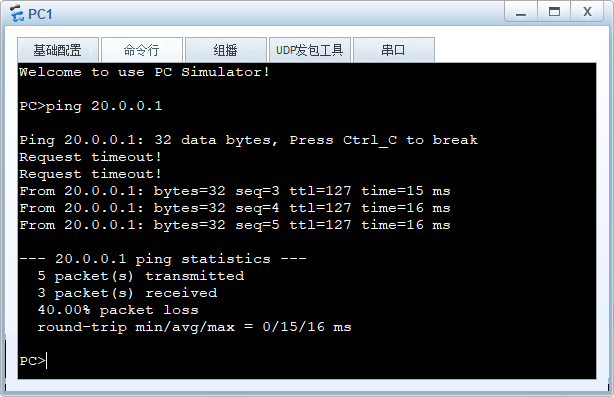 PC1
基础配置 命令行 组播 UDP发包工具 串口
Welcome to use PC Simulator!
PC>ping 20.0.0.1
Ping 20.0.0.1: 32 data bytes, Press Ctrl_C to break
Request timeout!
Request timeout!
From 20.0.0.1: bytes=32 seq=3 ttl=127 time=15 ms
From 20.0.0.1: bytes=32 seq=4 ttl=127 time=16 ms
From 20.0.0.1: bytes=32 seq=5 ttl=127 time=16 ms
--- 20.0.0.1 ping statistics ---
5 packet(s) transmitted
3 packet(s) received
40.00% packet loss
round-trip min/avg/max = 0/15/16 ms
PC>